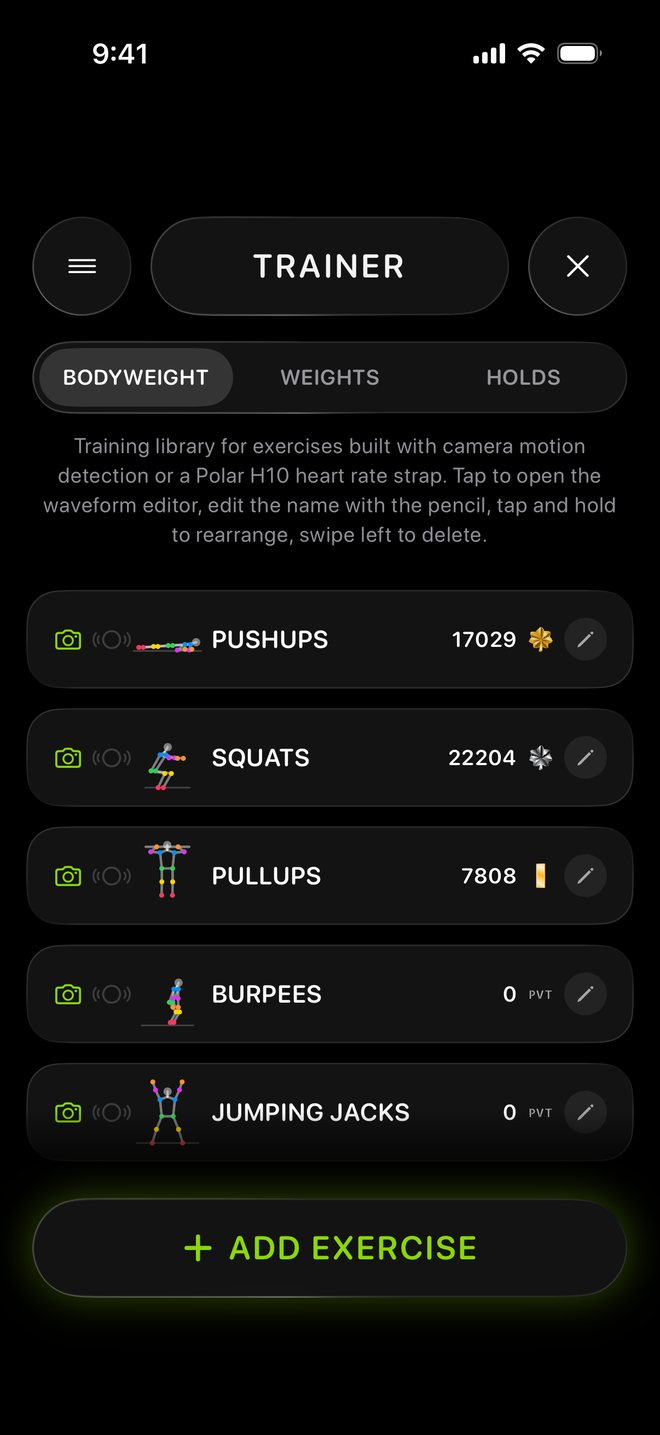 9:41
TRAINER
BODYWEIGHT WEIGHTS HOLDS
Training library for exercises built with camera motion
detection or a Polar H10 heart rate strap. Tap to open the
waveform editor, edit the name with the pencil, tap and hold
to rearrange, swipe left to delete.
PUSHUPS 17029
SQUATS 22204
PULLUPS 7808
BURPEES 0 PVT
JUMPING JACKS 0 PVT
+ ADD EXERCISE